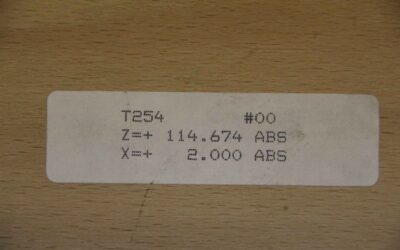 T254 #00
Z=+ 114.674 ABS
X=+ 2.000 ABS